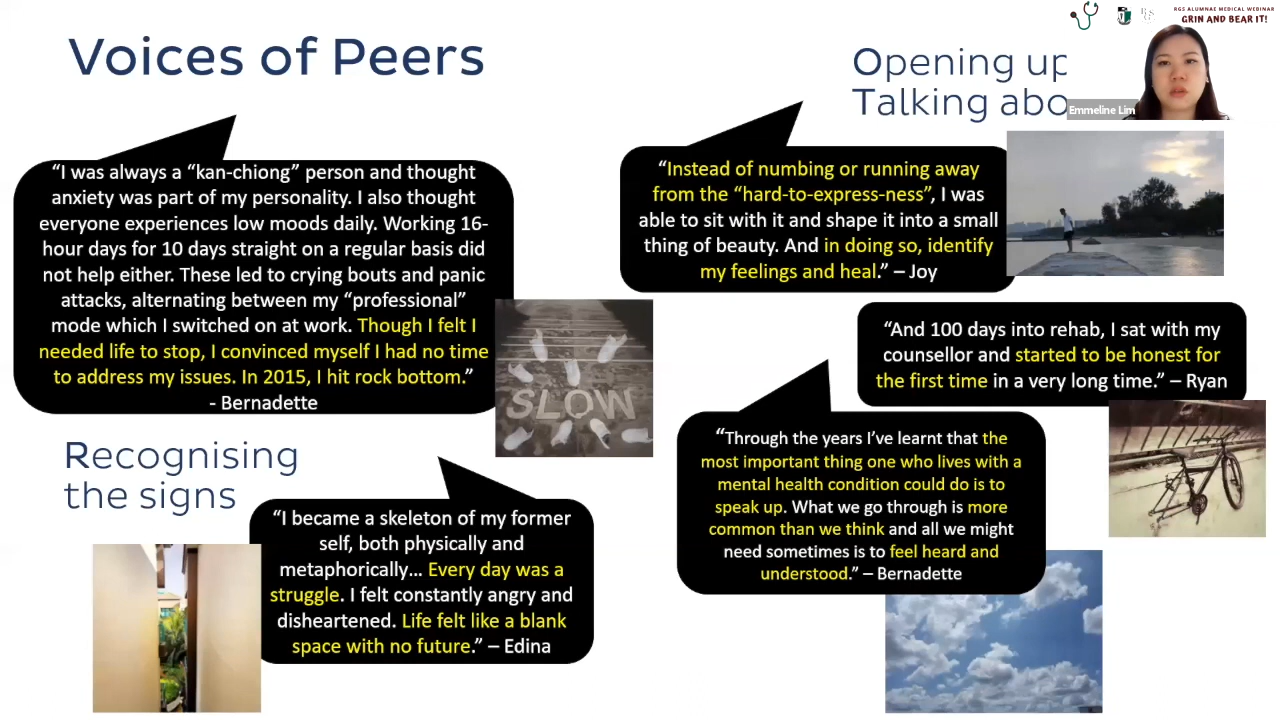 RGS ALUMNAE MEDICAL WEBINAR
GRIN AND BEAR IT!
Voices of Peers
Opening up
Talking abo
Emmeline Lim
“I was always a “kan-chiong” person and thought
anxiety was part of my personality. I also thought
everyone experiences low moods daily. Working 16-
hour days for 10 days straight on a regular basis did
not help either. These led to crying bouts and panic
attacks, alternating between my “professional”
mode which I switched on at work. Though I felt I
needed life to stop, I convinced myself I had no time
to address my issues. In 2015, I hit rock bottom.”
- Bernadette
SLOW
Recognising
the signs
“I became a skeleton of my former
self, both physically and
metaphorically... Every day was a
struggle. I felt constantly angry and
disheartened. Life felt like a blank
space with no future.” – Edina
“Instead of numbing or running away
from the “hard-to-express-ness”, I was
able to sit with it and shape it into a small
thing of beauty. And in doing so, identify
my feelings and heal.” – Joy
“And 100 days into rehab, I sat with my
counsellor and started to be honest for
the first time in a very long time.” – Ryan
“Through the years I’ve learnt that the
most important thing one who lives with a
mental health condition could do is to
speak up. What we go through is more
common than we think and all we might
need sometimes is to feel heard and
understood.” – Bernadette